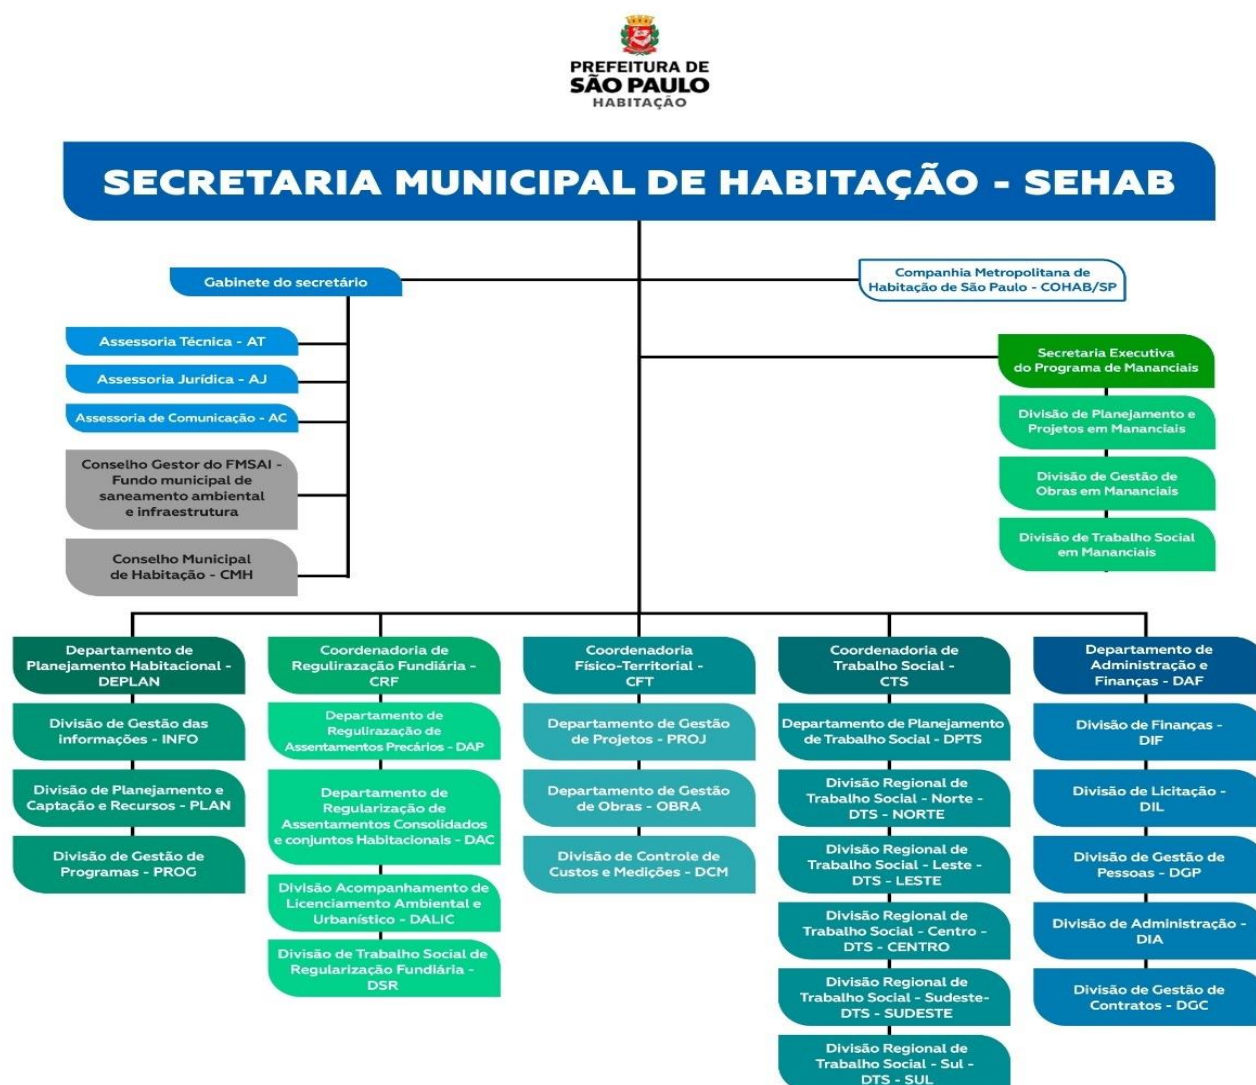 PREFEITURA DE
SÃO PAULO
HABITAÇÃO
SECRETARIA MUNICIPAL DE HABITAÇÃO - SEHAB
Gabinete do secretário
Companhia Metropolitana de
Habitação de São Paulo - COHAB/SP
Assessoria Técnica - AT
Assessoria Jurídica - AJ
Assessoria de Comunicação - AC
Conselho Gestor do FMSAI -
Fundo municipal de
saneamento ambiental
e infraestrutura
Conselho Municipal
de Habitação - CMH
Secretaria Executiva
do Programa de Mananciais
Divisão de Planejamento e
Projetos em Mananciais
Divisão de Gestão de
Obras em Mananciais
Divisão de Trabalho Social
em Mananciais
Departamento de
Planejamento Habitacional -
DEPLAN
Divisão de Gestão das
informações - INFO
Divisão de Planejamento e
Captação e Recursos - PLAN
Divisão de Gestão de
Programas - PROG
Coordenadoria de
Regulirazação Fundiária -
CRF
Departamento de
Regulirazação de
Assentamentos Precários - DAP
Departamento de
Regularização de
Assentamentos Consolidados
e conjuntos Habitacionais - DAC
Divisão Acompanhamento de
Licenciamento Ambiental e
Urbanístico - DALIC
Divisão de Trabalho Social de
Regularização Fundiária -
DSR
Coordenadoria
Físico-Territorial -
CFT
Departamento de Gestão
de Projetos - PROJ
Departamento de Gestão
de Obras - OBRA
Divisão de Controle de
Custos e Medições - DCM
Coordenadoria de
Trabalho Social -
CTS
Departamento de Planejamento
de Trabalho Social - DPTS
Divisão Regional de
Trabalho Social - Norte -
DTS - NORTE
Divisão Regional de
Trabalho Social - Leste -
DTS - LESTE
Divisão Regional de
Trabalho Social - Centro -
DTS - CENTRO
Divisão Regional de
Trabalho Social - Sudeste-
DTS - SUDESTE
Divisão Regional de
Trabalho Social - Sul -
DTS - SUL
Departamento de
Administração e
Finanças - DAF
Divisão de Finanças -
DIF
Divisão de Licitação -
DIL
Divisão de Gestão de
Pessoas - DGP
Divisão de Administração -
DIA
Divisão de Gestão de
Contratos - DGC